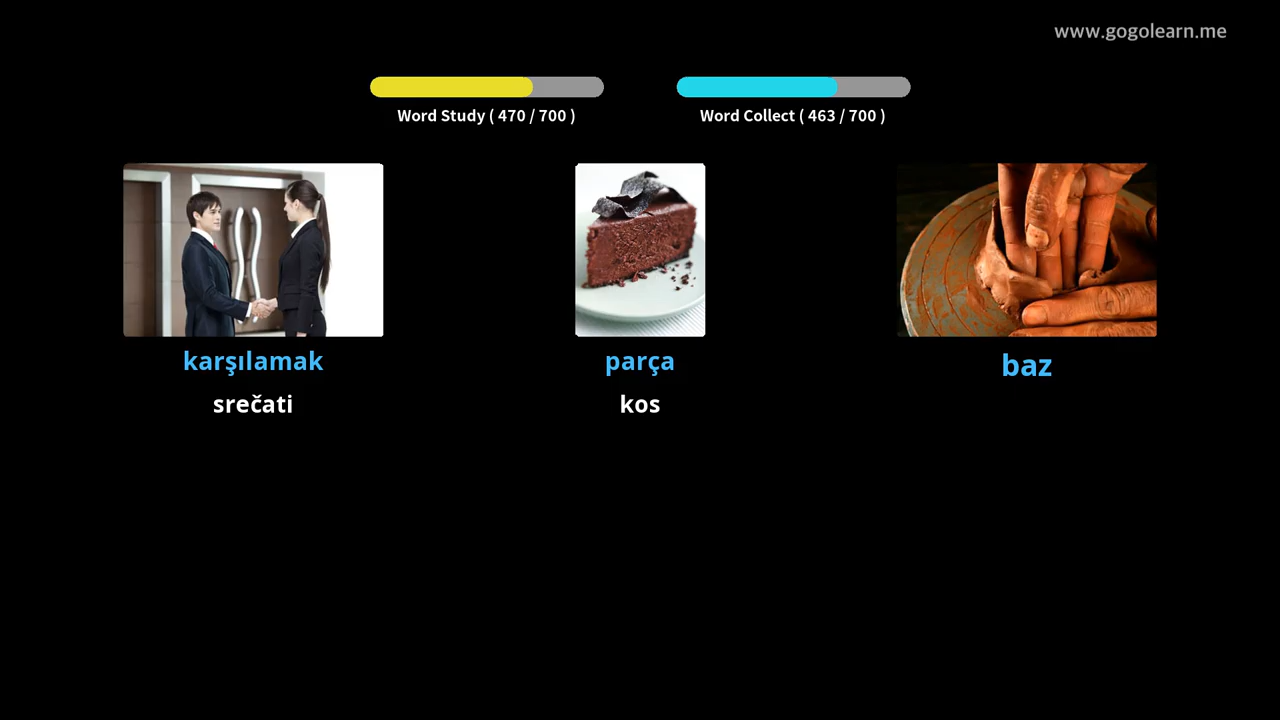 www.gogolearn.me
Word Study ( 470 / 700 )
Word Collect ( 463 / 700 )
karşılamak
srečati
parça
kos
baz